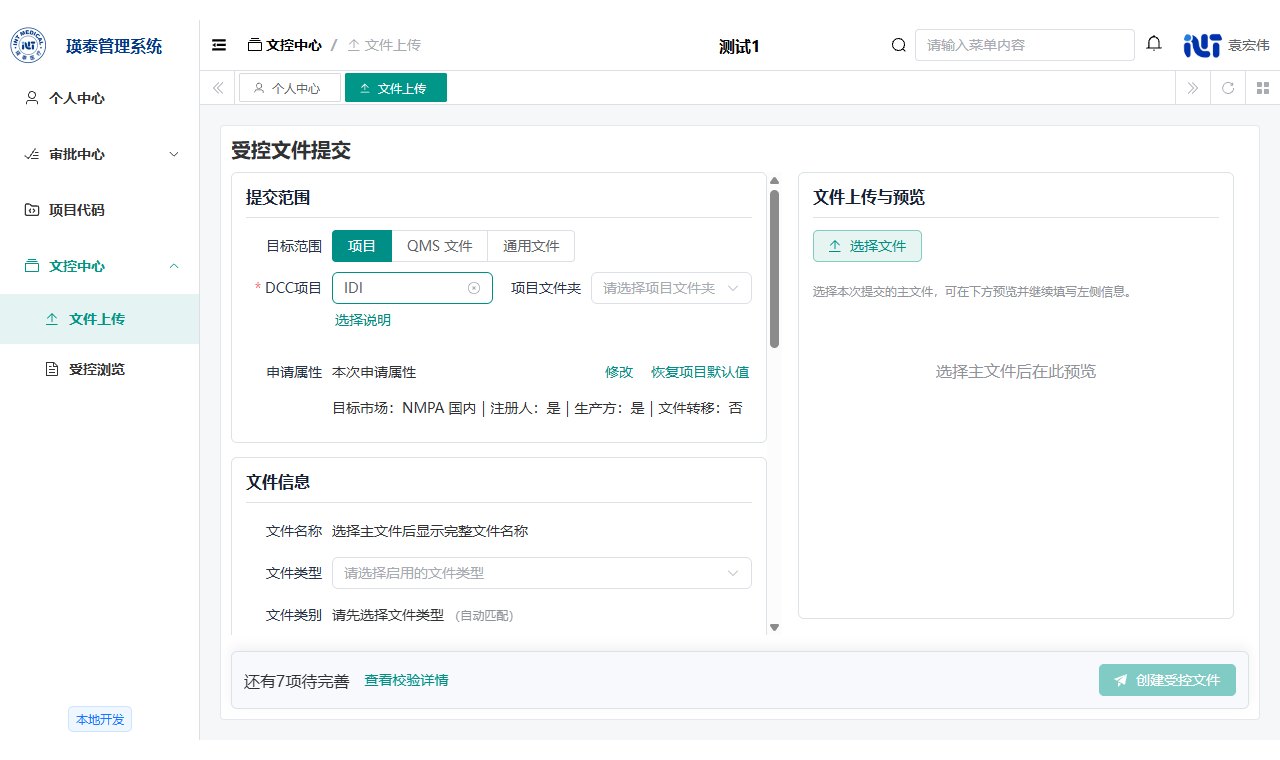 瑛泰管理系统
文控中心 / 文件上传
测试1
请输入菜单内容
INT
袁宏伟
个人中心
文件上传
个人中心
审批中心
项目代码
文控中心
文件上传
受控浏览
本地开发
受控文件提交
提交范围
目标范围 项目 QMS 文件 通用文件
* DCC项目 IDI 项目文件夹 请选择项目文件夹
选择说明
申请属性 本次申请属性 修改 恢复项目默认值
目标市场：NMPA 国内 | 注册人：是 | 生产方：是 | 文件转移：否
文件信息
文件名称 选择主文件后显示完整文件名称
文件类型 请选择启用的文件类型
文件类别 请先选择文件类型 (自动匹配)
文件上传与预览
选择文件
选择本次提交的主文件，可在下方预览并继续填写左侧信息。
选择主文件后在此预览
还有7项待完善 查看校验详情
创建受控文件